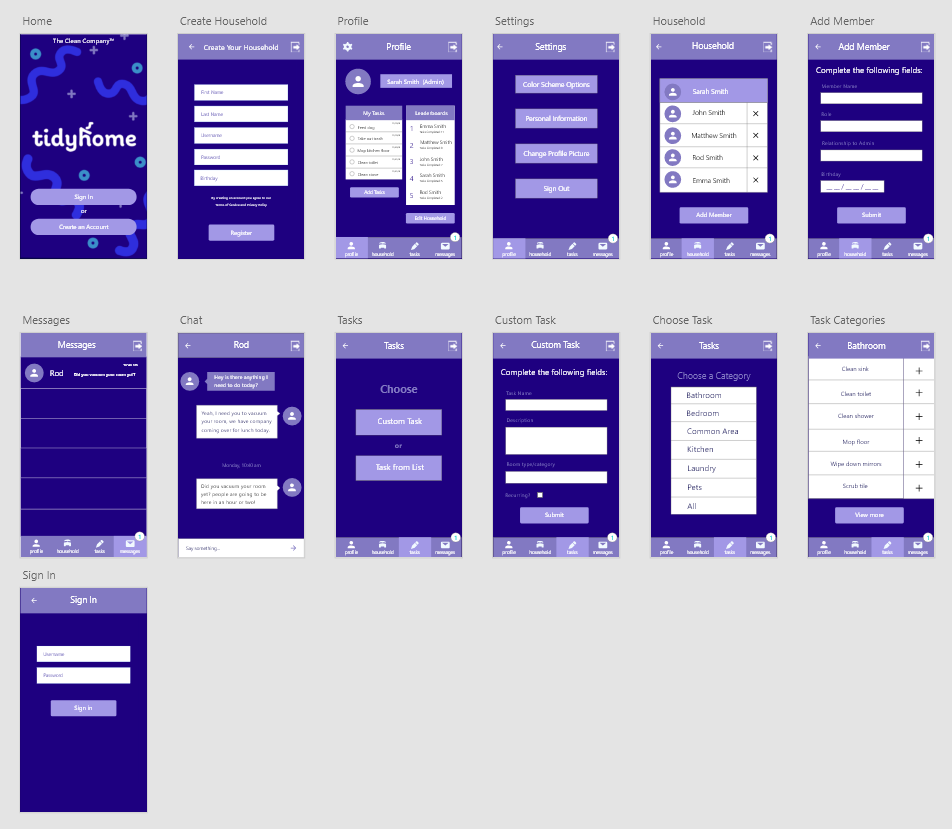 Home
The Clean Company™
tidyhome
Sign In
or
Create an Account
Create Household
Create Your Household
First Name
Last Name
Username
Password
Birthday
By creating an account you agree to our
Terms of Service and Privacy Policy
Register
Profile
Profile
Sarah Smith (Admin)
My Tasks
Feed dog
Mop kitchen floor
Clean toilet
Add Tasks
Leaderboards
1 Emma Smith
2 Matthew Smith
3 John Smith
4 Sarah Smith
5 Rod Smith
Edit Household
profile household tasks messages
1
Settings
Settings
Color Scheme Options
Personal Information
Change Profile Picture
Sign Out
profile household tasks messages
1
Household
Household
Sarah Smith
John Smith
Matthew Smith
Rod Smith
Emma Smith
Add Member
profile household tasks messages
1
Add Member
Add Member
Complete the following fields:
Member Name
Role
Relationship to Admin
Birthday
__/__/____
Submit
profile household tasks messages
1
Messages
Messages
Rod
Did you vacuum your room yet?
profile household tasks messages
1
Chat
Rod
Hey is there anything I
need to do today?
Yeah, I need you to vacuum
your room, we have company
coming over for lunch today.
Monday, 10:40 am
Did you vacuum your room
yet? people are going to be
here in an hour or two!
Say something...
Tasks
Tasks
Choose
Custom Task
or
Task from List
profile household tasks messages
1
Custom Task
Custom Task
Complete the following fields:
Task Name
Description
Room type/category
Recurring?
Submit
profile household tasks messages
1
Choose Task
Tasks
Choose a Category
Bathroom
Bedroom
Common Area
Kitchen
Laundry
Pets
All
profile household tasks messages
1
Task Categories
Bathroom
Clean sink
Clean toilet
Clean shower
Mop floor
Wipe down mirrors
Scrub tile
View more
profile household tasks messages
1
Sign In
Sign In
Username
Password
Sign in